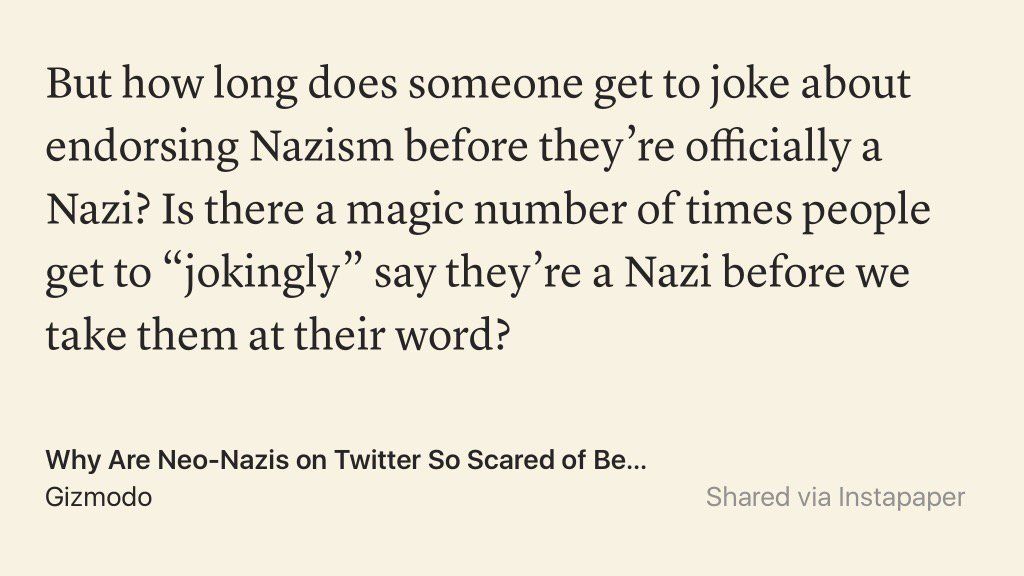 But how long does someone get to joke about
endorsing Nazism before they’re officially a
Nazi? Is there a magic number of times people
get to “jokingly” say they’re a Nazi before we
take them at their word?
Why Are Neo-Nazis on Twitter So Scared of Be...
Gizmodo
Shared via Instapaper